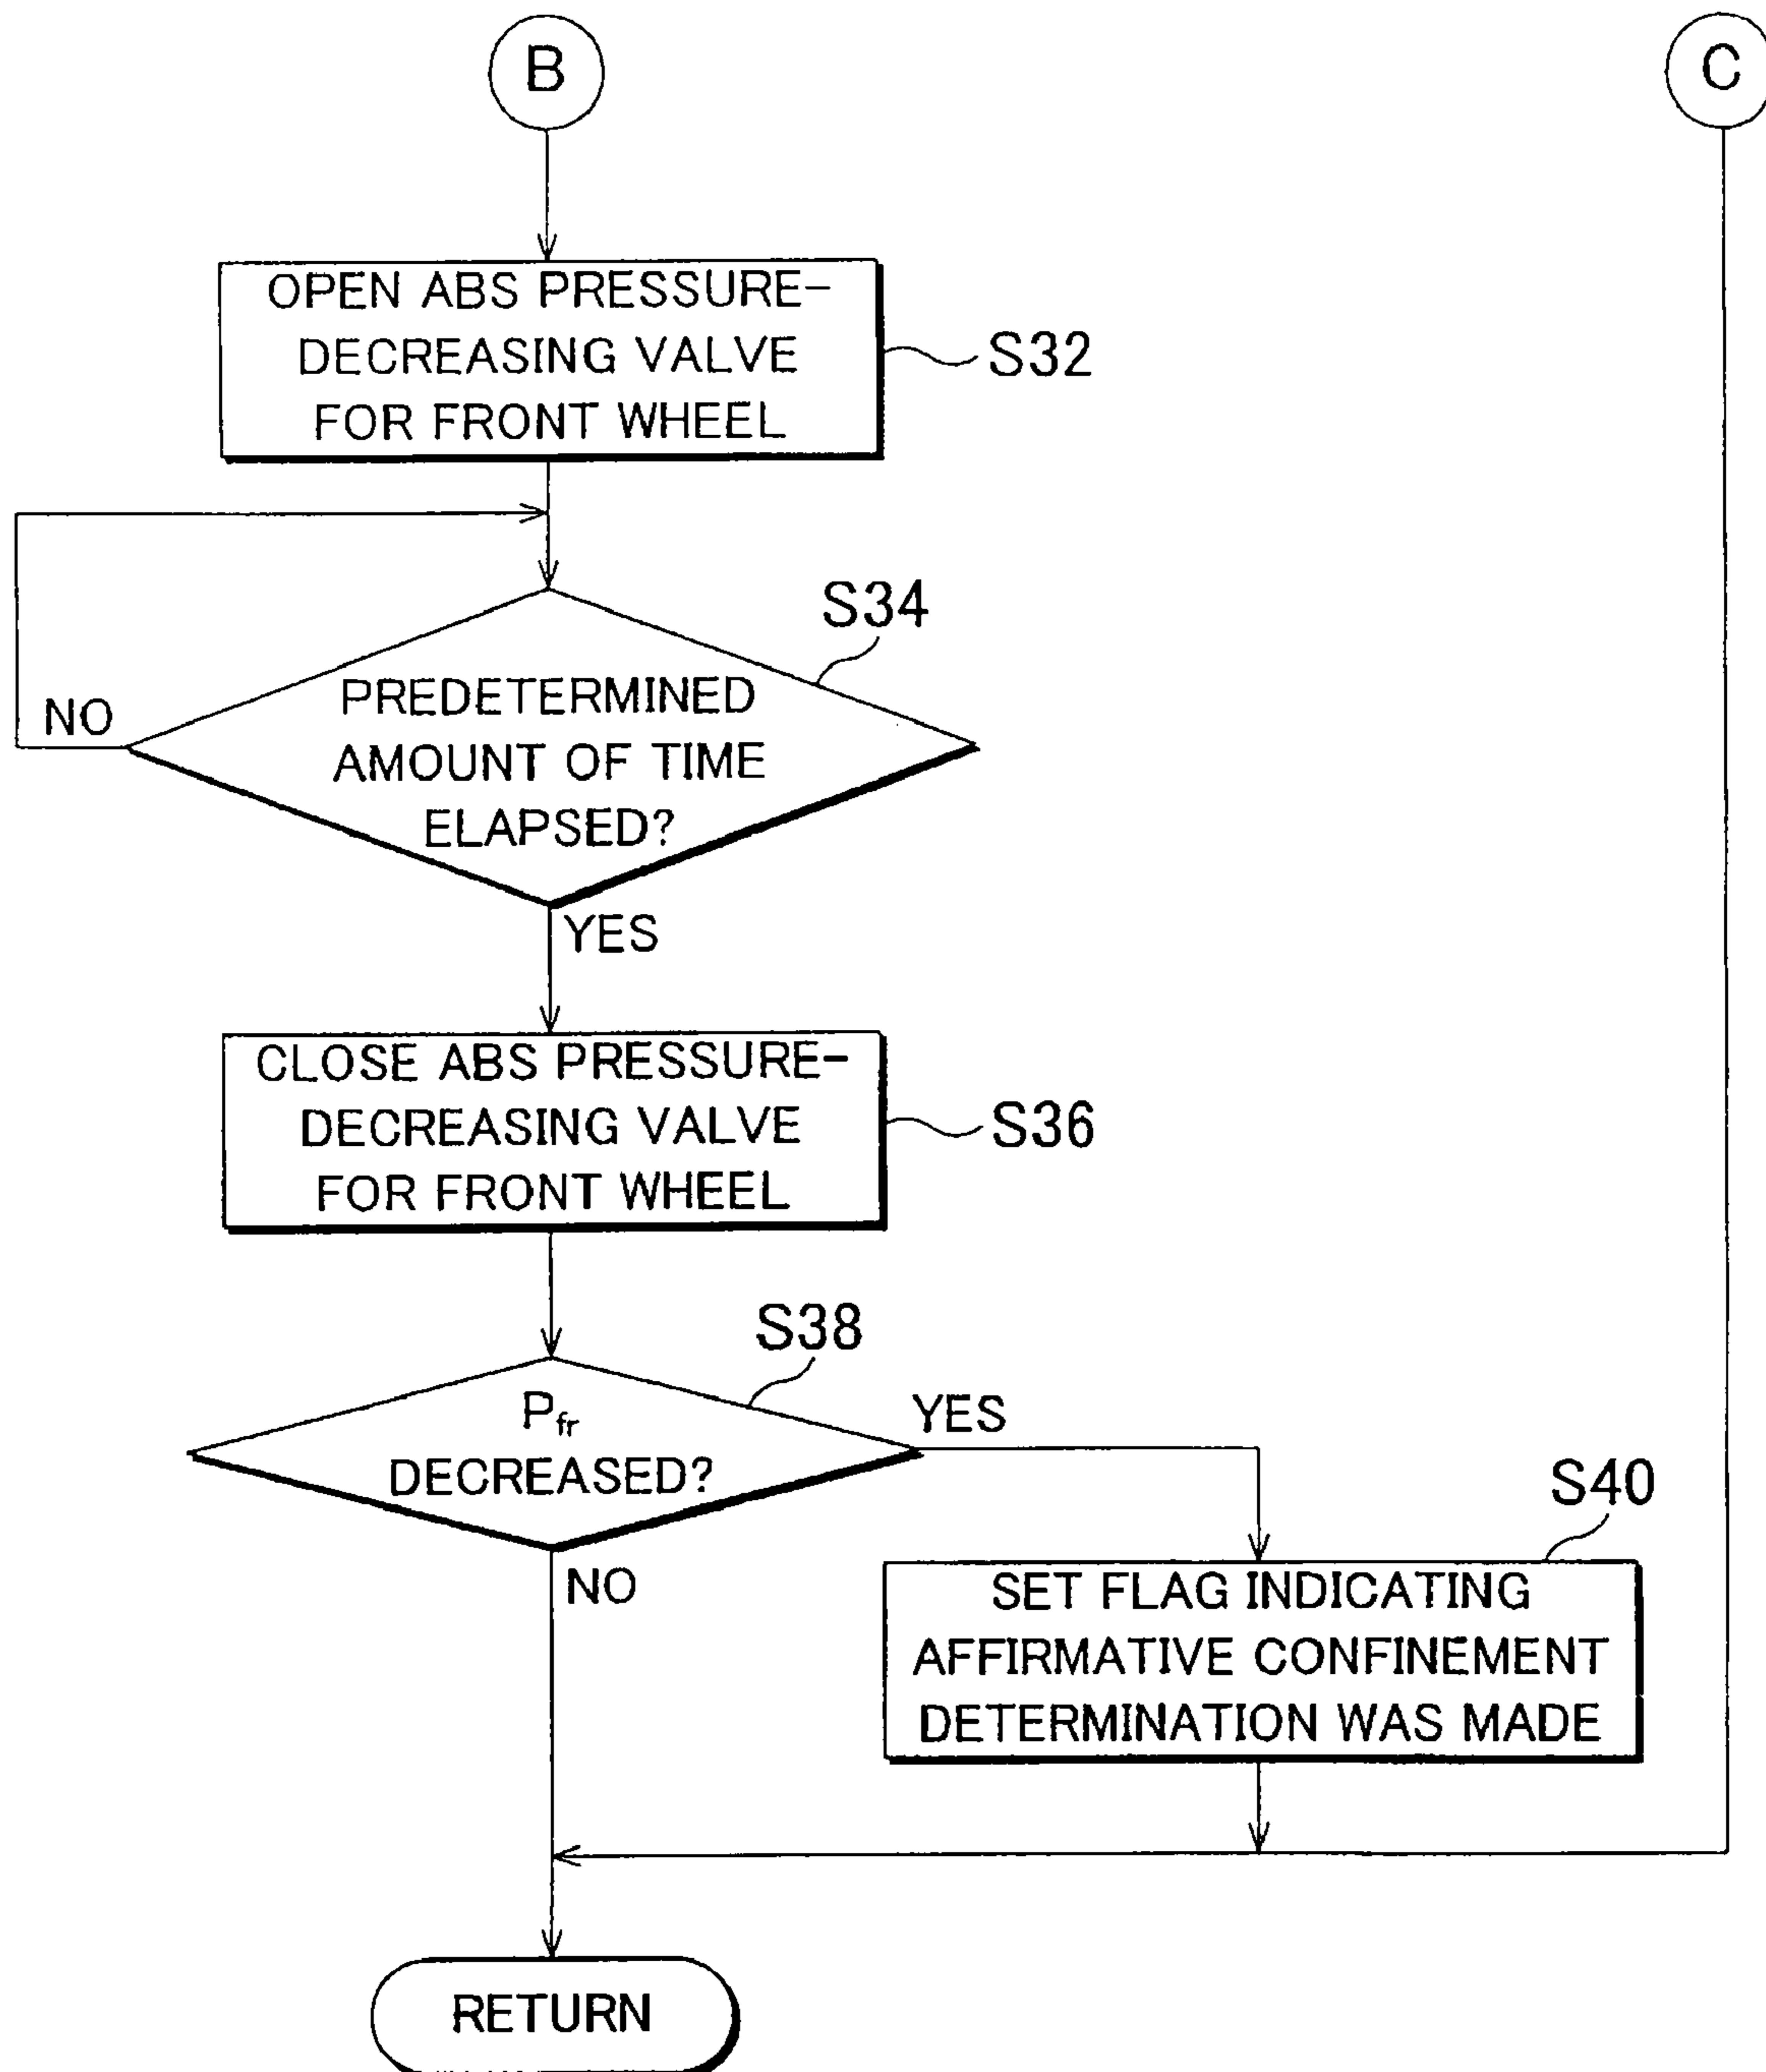 B
C
OPEN ABS PRESSURE-
DECREASING VALVE
FOR FRONT WHEEL
S32
S34
PREDETERMINED
AMOUNT OF TIME
ELAPSED?
NO
YES
CLOSE ABS PRESSURE-
DECREASING VALVE
FOR FRONT WHEEL
S36
S38
Pfr
DECREASED?
YES
NO
S40
SET FLAG INDICATING
AFFIRMATIVE CONFINEMENT
DETERMINATION WAS MADE
RETURN